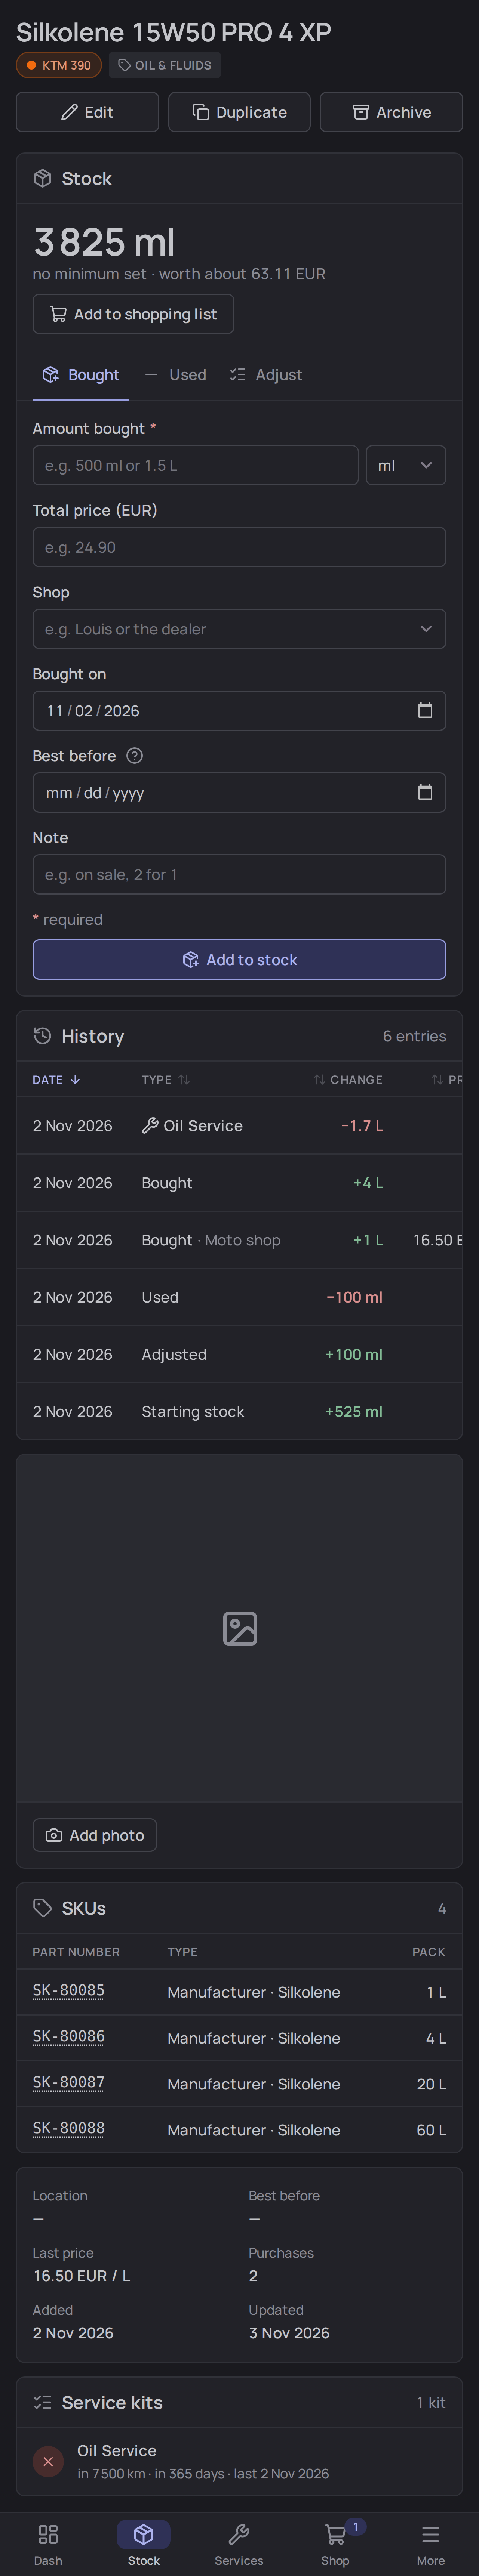 Silkolene 15W50 PRO 4 XP
KTM 390
OIL & FLUIDS
Edit
Duplicate
Archive
Stock
3 825 ml
no minimum set · worth about 63.11 EUR
Add to shopping list
Bought
Used
Adjust
Amount bought *
e.g. 500 ml or 1.5 L
ml
Total price (EUR)
e.g. 24.90
Shop
e.g. Louis or the dealer
Bought on
11 / 02 / 2026
Best before
mm / dd / yyyy
Note
e.g. on sale, 2 for 1
* required
Add to stock
History
6 entries
DATE TYPE CHANGE PR
2 Nov 2026 Oil Service −1.7 L
2 Nov 2026 Bought +4 L
2 Nov 2026 Bought · Moto shop +1 L 16.50 E
2 Nov 2026 Used −100 ml
2 Nov 2026 Adjusted +100 ml
2 Nov 2026 Starting stock +525 ml
Add photo
SKUs
4
PART NUMBER TYPE PACK
SK-80085 Manufacturer · Silkolene 1 L
SK-80086 Manufacturer · Silkolene 4 L
SK-80087 Manufacturer · Silkolene 20 L
SK-80088 Manufacturer · Silkolene 60 L
Location
—
Best before
—
Last price
16.50 EUR / L
Purchases
2
Added
2 Nov 2026
Updated
3 Nov 2026
Service kits
1 kit
Oil Service
in 7 500 km · in 365 days · last 2 Nov 2026
Dash
Stock
Services
1
Shop
More